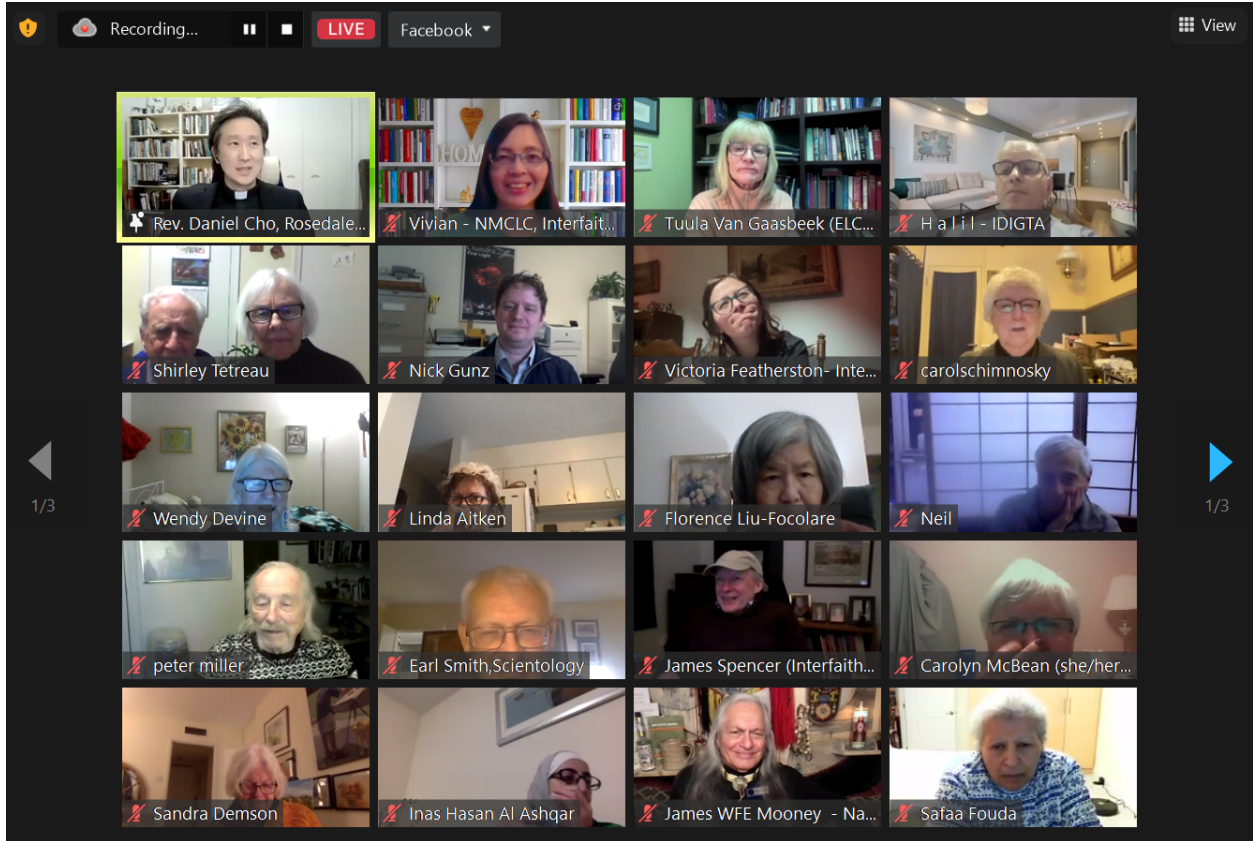 Recording...
LIVE
Facebook
View
HOM
First Light
Rev. Daniel Cho, Rosedale...
Vivian - NMCLC, Interfait...
Tuula Van Gaasbeek (ELC...
H a l i l - IDIGTA
Shirley Tetreau
Nick Gunz
Victoria Featherston- Inte...
carolschimnosky
1/3
1/3
Wendy Devine
Linda Aitken
Florence Liu-Focolare
Neil
peter miller
Earl Smith,Scientology
James Spencer (Interfaith...
Carolyn McBean (she/her...
Sandra Demson
Inas Hasan Al Ashqar
James WFE Mooney - Na...
Safaa Fouda